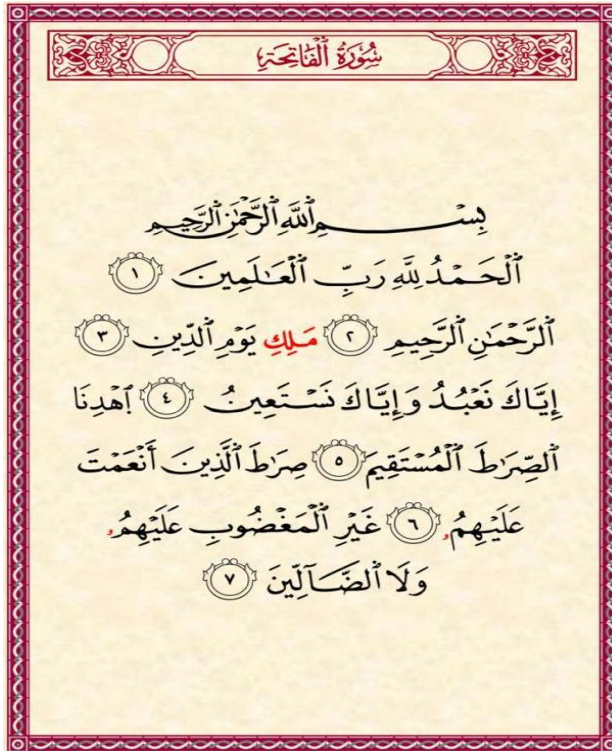 سُورَةُ ٱلْفَاتِحَةِ
بِسْمِ ٱللَّهِ ٱلرَّحْمَٰنِ ٱلرَّحِيمِ
ٱلْحَمْدُ لِلَّهِ رَبِّ ٱلْعَٰلَمِينَ ١
ٱلرَّحْمَٰنِ ٱلرَّحِيمِ ٢ مَلِكِ يَوْمِ ٱلدِّينِ ٣
إِيَّاكَ نَعْبُدُ وَإِيَّاكَ نَسْتَعِينُ ٤ ٱهْدِنَا
ٱلصِّرَٰطَ ٱلْمُسْتَقِيمَ ٥ صِرَٰطَ ٱلَّذِينَ أَنْعَمْتَ
عَلَيْهِمُۥ ٦ غَيْرِ ٱلْمَغْضُوبِ عَلَيْهِمُۥ
وَلَا ٱلضَّآلِّينَ ٧